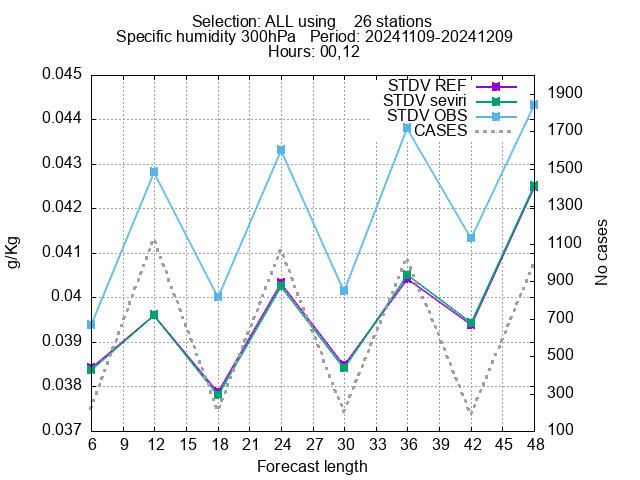 Selection: ALL using    26 stations
Specific humidity 300hPa   Period: 20241109-20241209
Hours: 00,12
STDV REF
STDV seviri
STDV OBS
CASES
0.045
0.044
0.043
0.042
0.041
0.04
0.039
0.038
0.037
g/Kg
1900
1700
1500
1300
1100
900
700
500
300
100
No cases
6 9 12 15 18 21 24 27 30 33 36 39 42 45 48
Forecast length